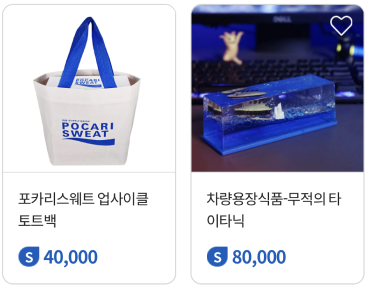 POCARI
SWEAT
DELL
포카리스웨트 업사이클
토트백
S 40,000
차량용장식품-무적의 타
이타닉
S 80,000